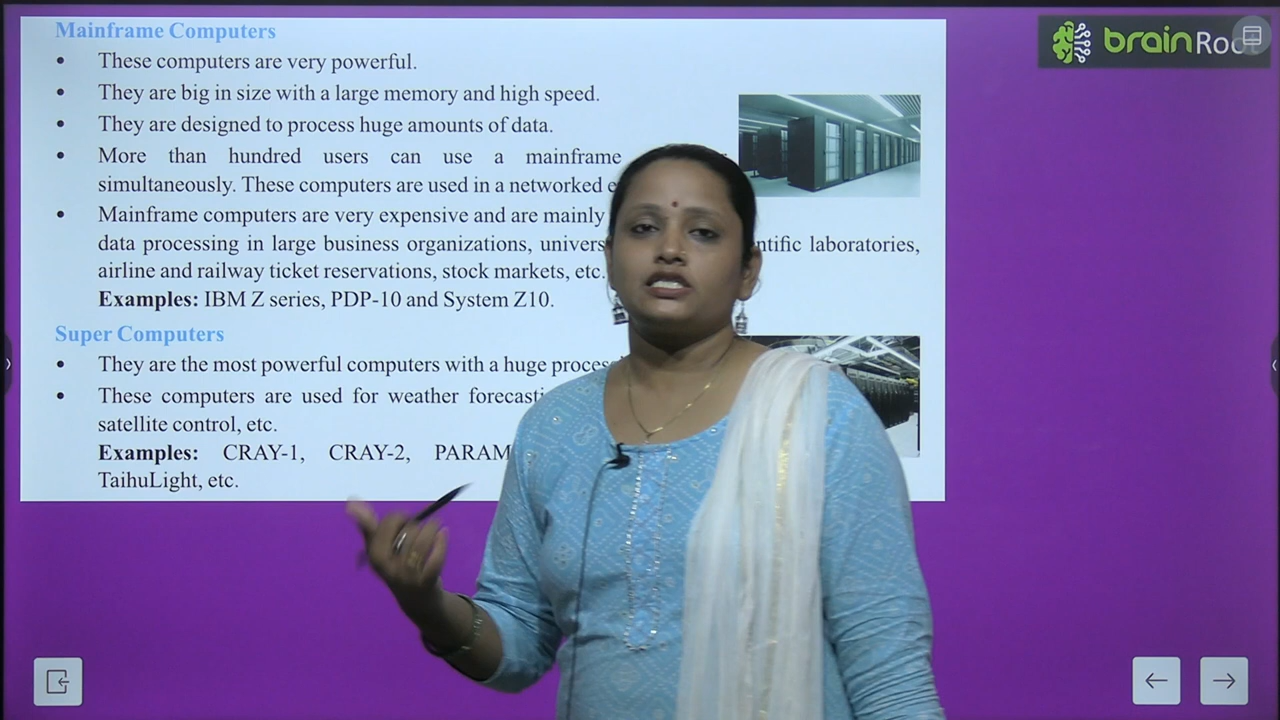 Mainframe Computers
• These computers are very powerful.
• They are big in size with a large memory and high speed.
• They are designed to process huge amounts of data.
• More than hundred users can use a mainframe
simultaneously. These computers are used in a networked
• Mainframe computers are very expensive and are mainly
data processing in large business organizations, laboratories,
airline and railway ticket reservations, stock markets, etc.
Examples: IBM Z series, PDP-10 and System Z10.
Super Computers
• They are the most powerful computers with a huge
• These computers are used for weather
satellite control, etc.
Examples: CRAY-1, CRAY-2, PARAM
TaihuLight, etc.
brain